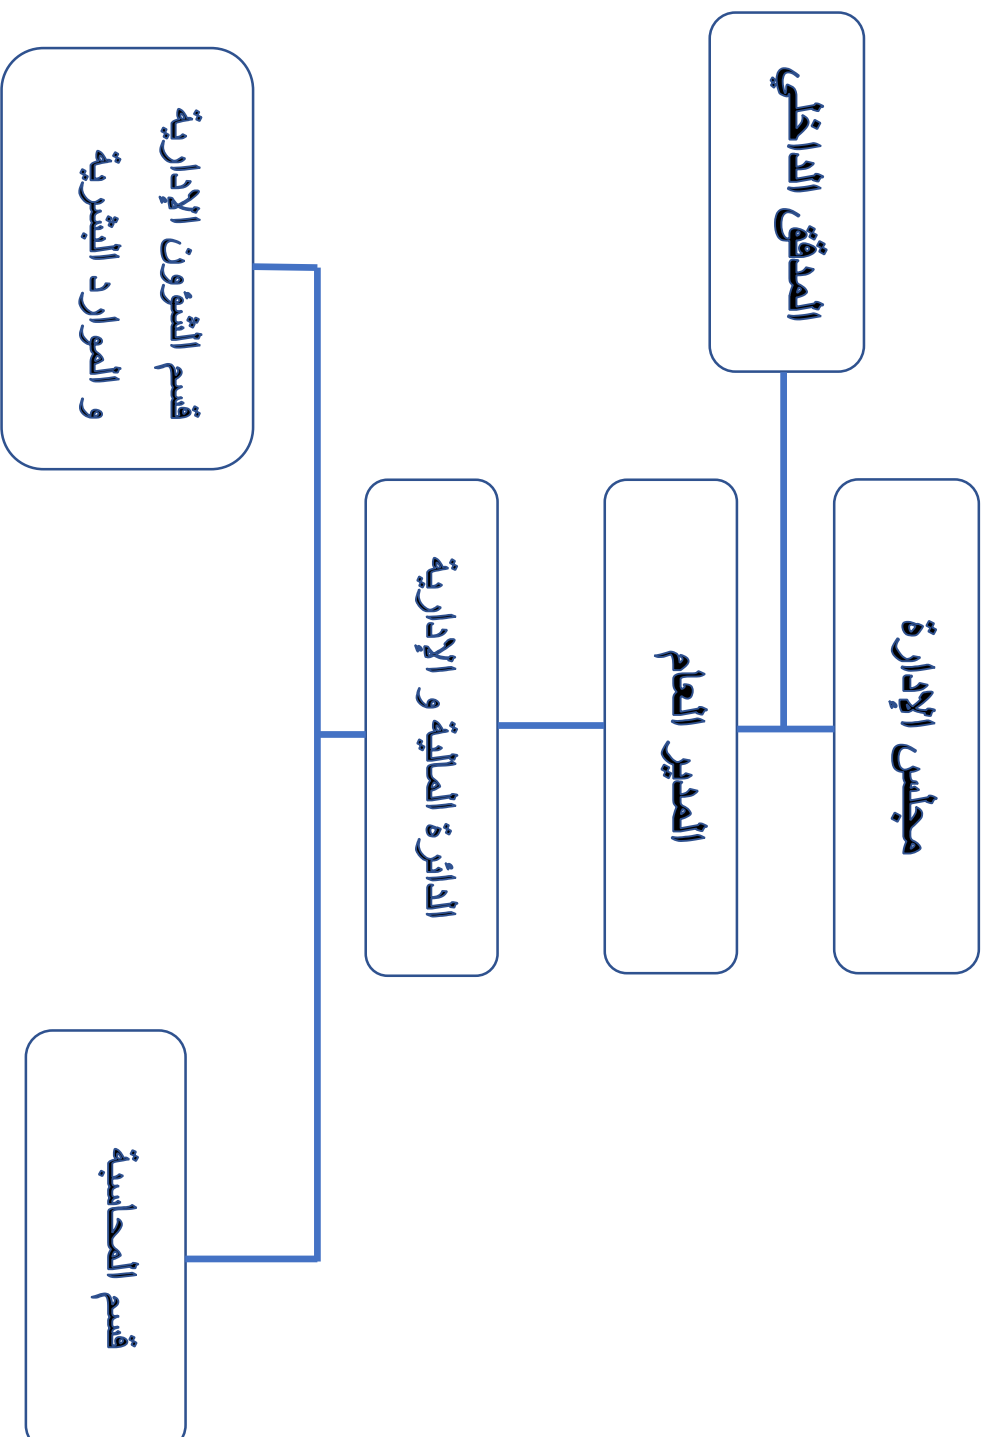 مجلس الإدارة
المدقق الداخلي
المدير العام
الدائرة المالية و الإدارية
قسم الشؤون الإدارية
و الموارد البشرية
قسم المحاسبة